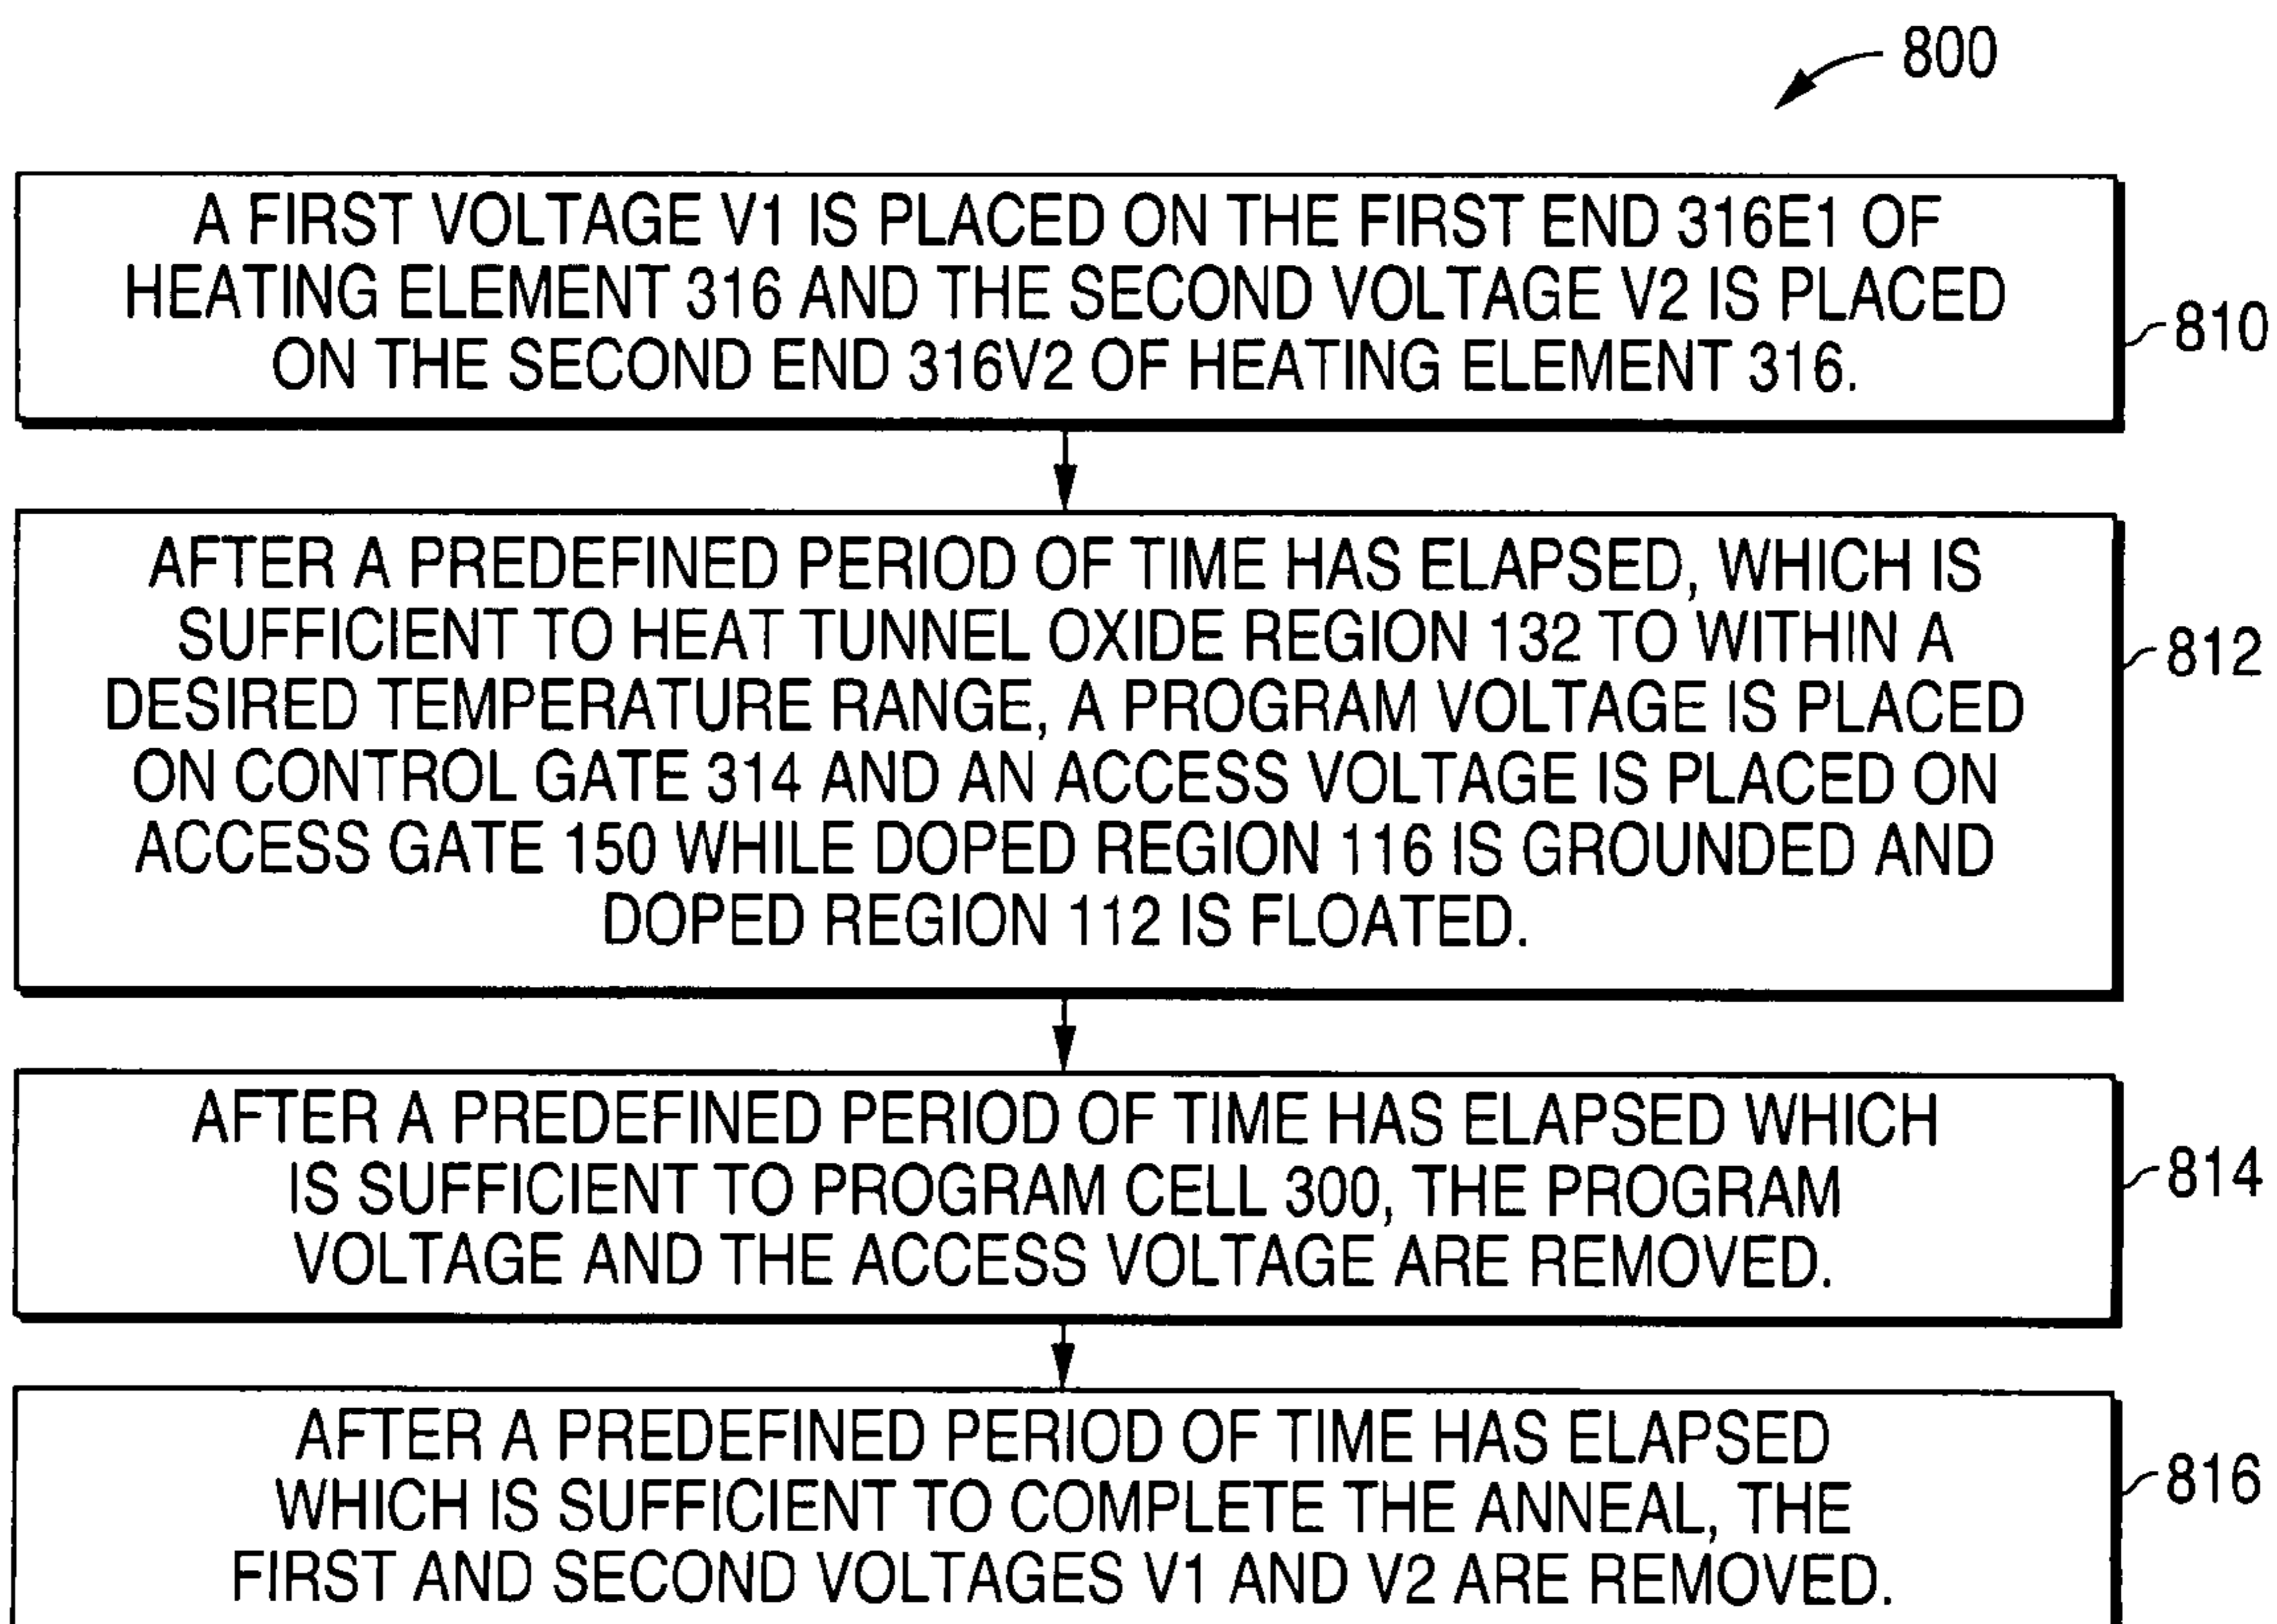 800
A FIRST VOLTAGE V1 IS PLACED ON THE FIRST END 316E1 OF
HEATING ELEMENT 316 AND THE SECOND VOLTAGE V2 IS PLACED
ON THE SECOND END 316V2 OF HEATING ELEMENT 316.
810
AFTER A PREDEFINED PERIOD OF TIME HAS ELAPSED, WHICH IS
SUFFICIENT TO HEAT TUNNEL OXIDE REGION 132 TO WITHIN A
DESIRED TEMPERATURE RANGE, A PROGRAM VOLTAGE IS PLACED
ON CONTROL GATE 314 AND AN ACCESS VOLTAGE IS PLACED ON
ACCESS GATE 150 WHILE DOPED REGION 116 IS GROUNDED AND
DOPED REGION 112 IS FLOATED.
812
AFTER A PREDEFINED PERIOD OF TIME HAS ELAPSED WHICH
IS SUFFICIENT TO PROGRAM CELL 300, THE PROGRAM
VOLTAGE AND THE ACCESS VOLTAGE ARE REMOVED.
814
AFTER A PREDEFINED PERIOD OF TIME HAS ELAPSED
WHICH IS SUFFICIENT TO COMPLETE THE ANNEAL, THE
FIRST AND SECOND VOLTAGES V1 AND V2 ARE REMOVED.
816